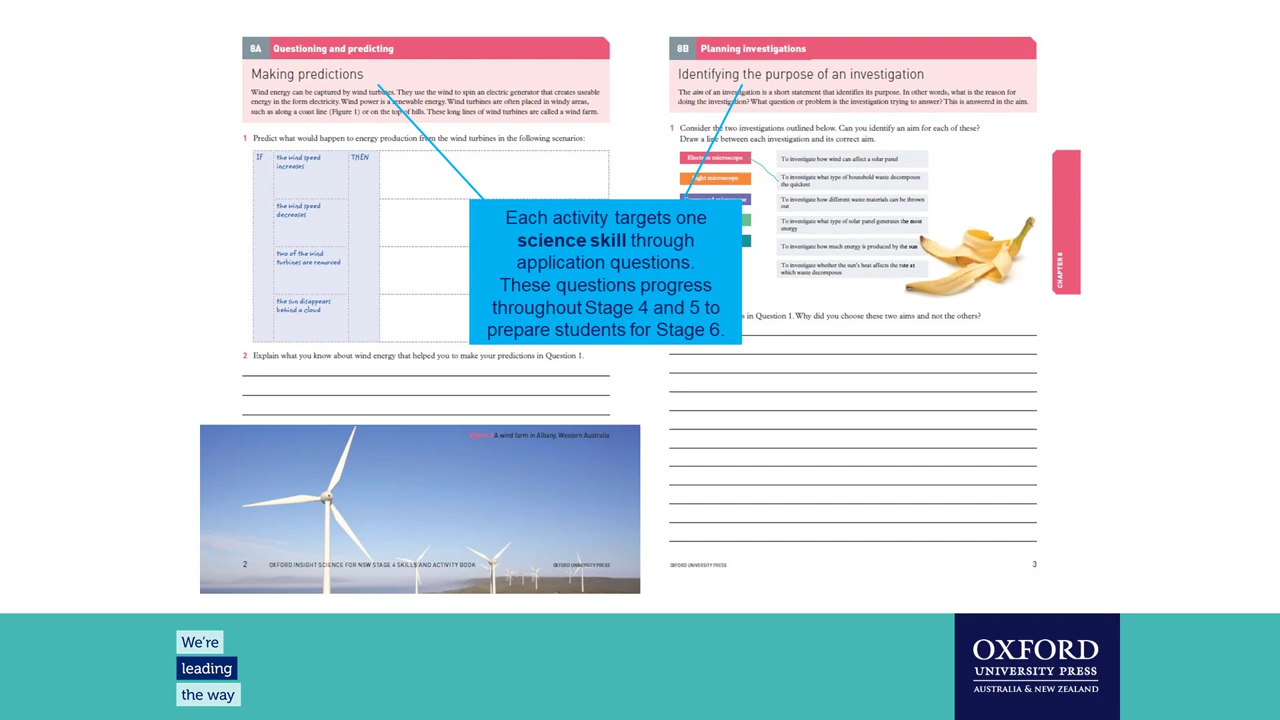 8A Questioning and predicting
Making predictions
Wind energy can be captured by wind turbines. They use the wind to spin an electric generator that creates useable
energy in the form electricity. Wind power is a renewable energy. Wind turbines are often placed in windy areas,
such as along a coast line (Figure 1) or on the top of hills. These long lines of wind turbines are called a wind farm.
1 Predict what would happen to energy production from the wind turbines in the following scenarios:
IF the wind speed increases THEN
the wind speed decreases
two of the wind turbines are removed
the sun disappears behind a cloud
2 Explain what you know about wind energy that helped you to make your predictions in Question 1.
A wind farm in Albany, Western Australia
2 OXFORD INSIGHT SCIENCE FOR NSW STAGE 4 SKILLS AND ACTIVITY BOOK OXFORD UNIVERSITY PRESS
Each activity targets one
science skill through
application questions.
These questions progress
throughout Stage 4 and 5 to
prepare students for Stage 6.
8B Planning investigations
Identifying the purpose of an investigation
The aim of an investigation is a short statement that identifies its purpose. In other words, what is the reason for
doing the investigation? What question or problem is the investigation trying to answer? This is answered in the aim.
1 Consider the two investigations outlined below. Can you identify an aim for each of these?
Draw a line between each investigation and its correct aim.
Electron microscope
Light microscope
To investigate how wind can affect a solar panel
To investigate what type of household waste decomposes
the quickest
To investigate how different waste materials can be thrown
out
To investigate what type of solar panel generates the most
energy
To investigate how much energy is produced by the sun
To investigate whether the sun's heat affects the rate at
which waste decomposes
in Question 1. Why did you choose these two aims and not the others?
CHAPTER 8
OXFORD UNIVERSITY PRESS 3
We're
leading
the way
OXFORD
UNIVERSITY PRESS
AUSTRALIA & NEW ZEALAND